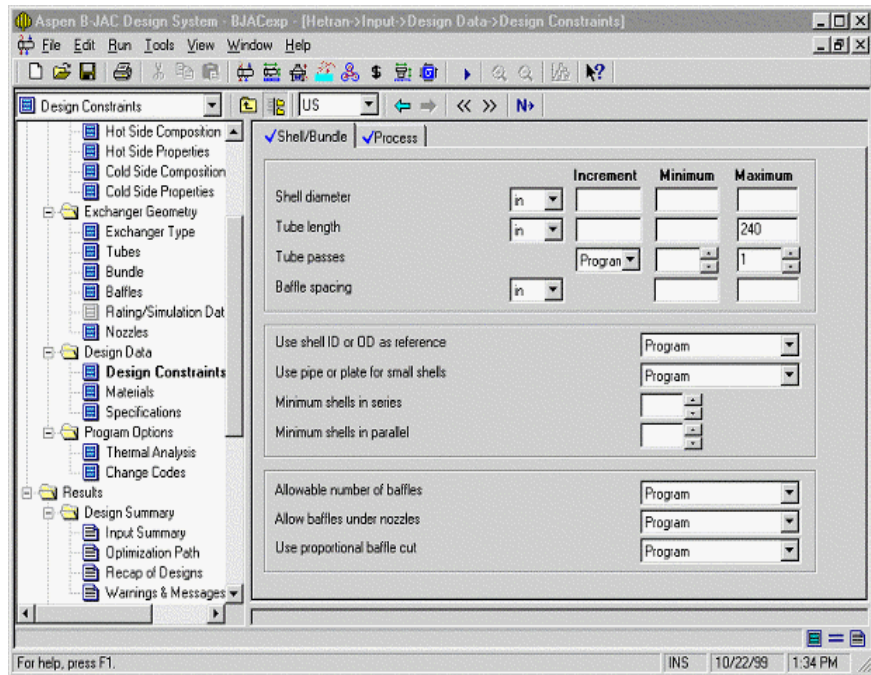 Aspen B-JAC Design System - BJACexp - [Hetran->Input->Design Data->Design Constraints]
File Edit Run Tools View Window Help
Design Constraints US N
Hot Side Composition
Hot Side Properties
Cold Side Composition
Cold Side Properties
Exchanger Geometry
Exchanger Type
Tubes
Bundle
Baffles
Rating/Simulation Dat
Nozzles
Design Data
Design Constraints
Materials
Specifications
Program Options
Thermal Analysis
Change Codes
Results
Design Summary
Input Summary
Optimization Path
Recap of Designs
Warnings & Messages
Shell/Bundle Process
Increment Minimum Maximum
Shell diameter in
Tube length in 240
Tube passes Progran 1
Baffle spacing in
Use shell ID or OD as reference Program
Use pipe or plate for small shells Program
Minimum shells in series
Minimum shells in parallel
Allowable number of baffles Program
Allow baffles under nozzles Program
Use proportional baffle cut Program
For help, press F1. INS 10/22/99 1:34 PM